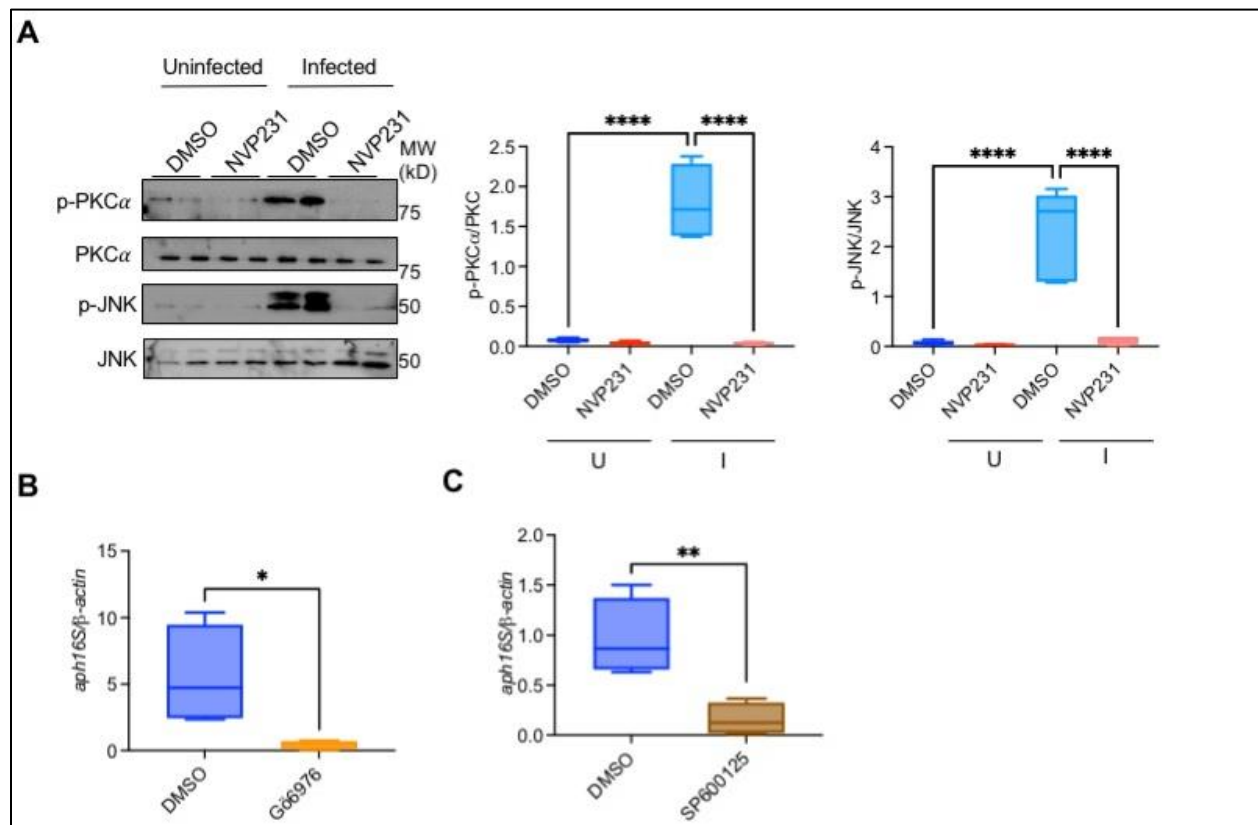 A
Uninfected Infected
DMSO NVP231 DMSO NVP231 MW
(kD)
p-PKCα 75
PKCα 75
p-JNK 50
JNK 50
**** ****
p-PKCα/PKC
2.5
2.0
1.5
1.0
0.5
0.0
DMSO NVP231 DMSO NVP231
U I
**** ****
p-JNK/JNK
4
3
2
1
0
DMSO NVP231 DMSO NVP231
U I
B
*
aph16S/β-actin
15
10
5
0
DMSO Gö6976
C
**
aph16S/β-actin
2.0
1.5
1.0
0.5
0.0
DMSO SP600125